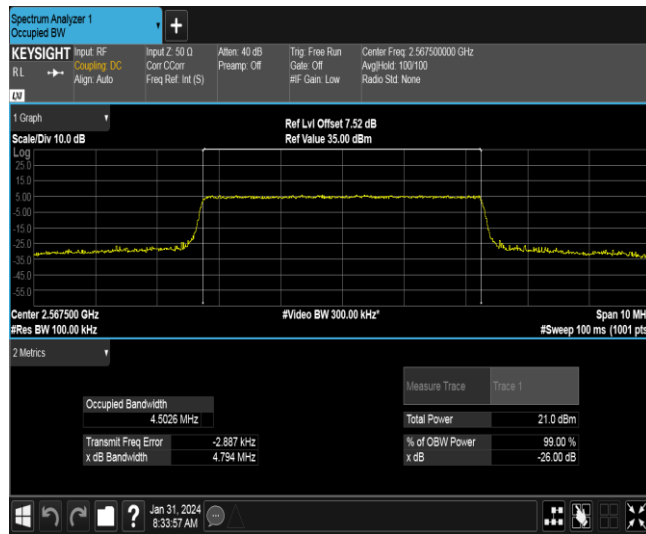 Spectrum Analyzer 1
Occupied BW
KEYSIGHT
RL
LXI
Input: RF
Coupling: DC
Align: Auto
Input Z: 50 Ω
Corr CCorr
Freq Ref: Int (S)
Atten: 40 dB
Preamp: Off
Trig: Free Run
Gate: Off
#IF Gain: Low
Center Freq: 2.567500000 GHz
Avg|Hold: 100/100
Radio Std: None
1 Graph
Scale/Div 10.0 dB
Ref Lvl Offset 7.52 dB
Ref Value 35.00 dBm
Log
25.0
15.0
5.00
-5.00
-15.0
-25.0
-35.0
-45.0
-55.0
Center 2.567500 GHz
#Video BW 300.00 kHz*
Span 10 MH
#Res BW 100.00 kHz
#Sweep 100 ms (1001 pts
2 Metrics
Measure Trace Trace 1
Occupied Bandwidth
4.5026 MHz
Total Power 21.0 dBm
Transmit Freq Error -2.887 kHz
% of OBW Power 99.00 %
x dB Bandwidth 4.794 MHz
x dB -26.00 dB
?
Jan 31, 2024
8:33:57 AM